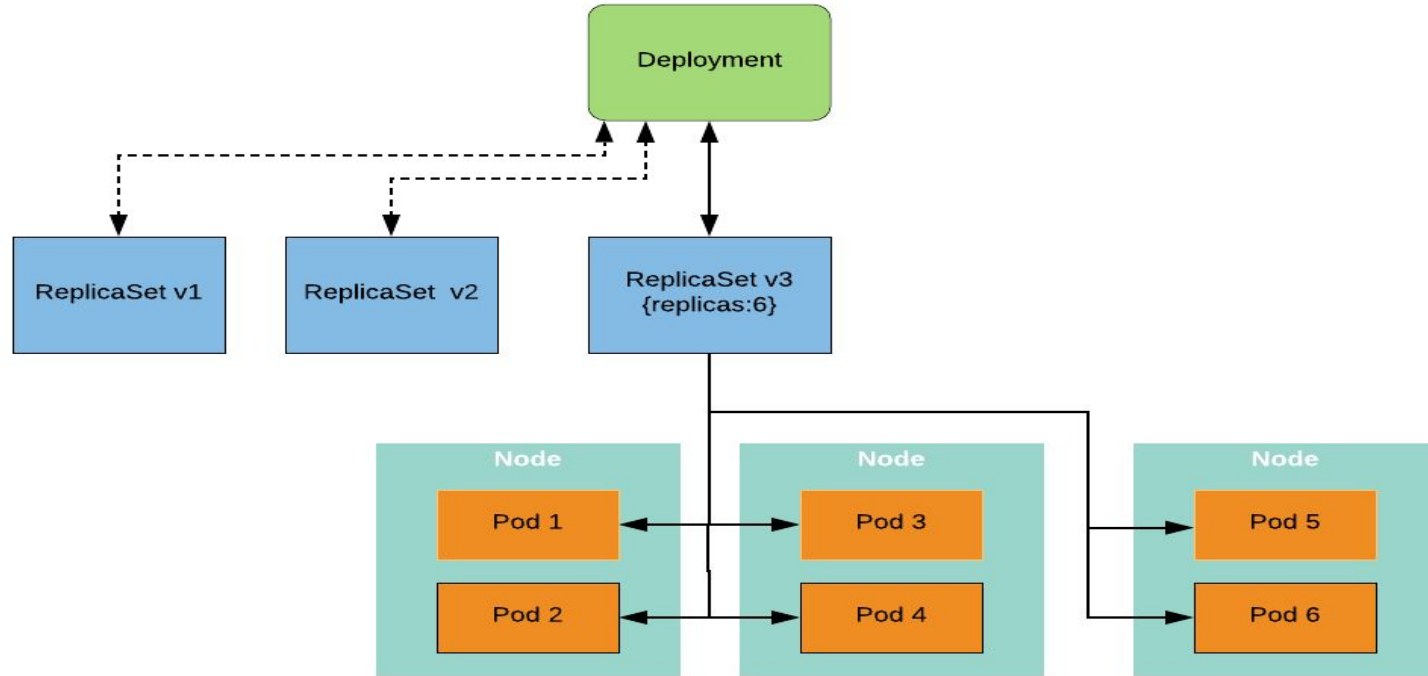 Deployment
ReplicaSet v1
ReplicaSet  v2
ReplicaSet v3
{replicas:6}
Node
Node
Node
Pod 1
Pod 3
Pod 5
Pod 2
Pod 4
Pod 6